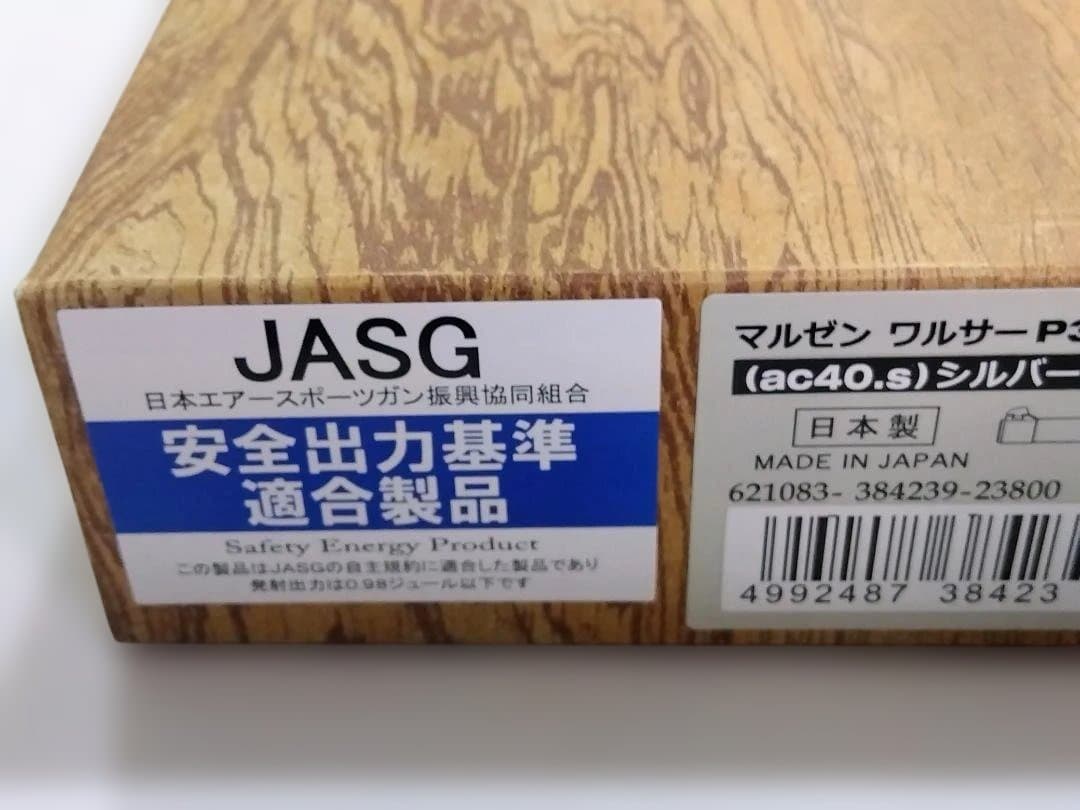 JASG
日本エアースポーツガン振興協同組合
安全出力基準
適合製品
Safety Energy Product
この製品はJASGの自主規約に適合した製品であり
発射出力は0.98ジュール以下です
マルゼン ワルサーP3
(ac40.s)シルバー
日本製
MADE IN JAPAN
621083- 384239-23800
4992487 38423